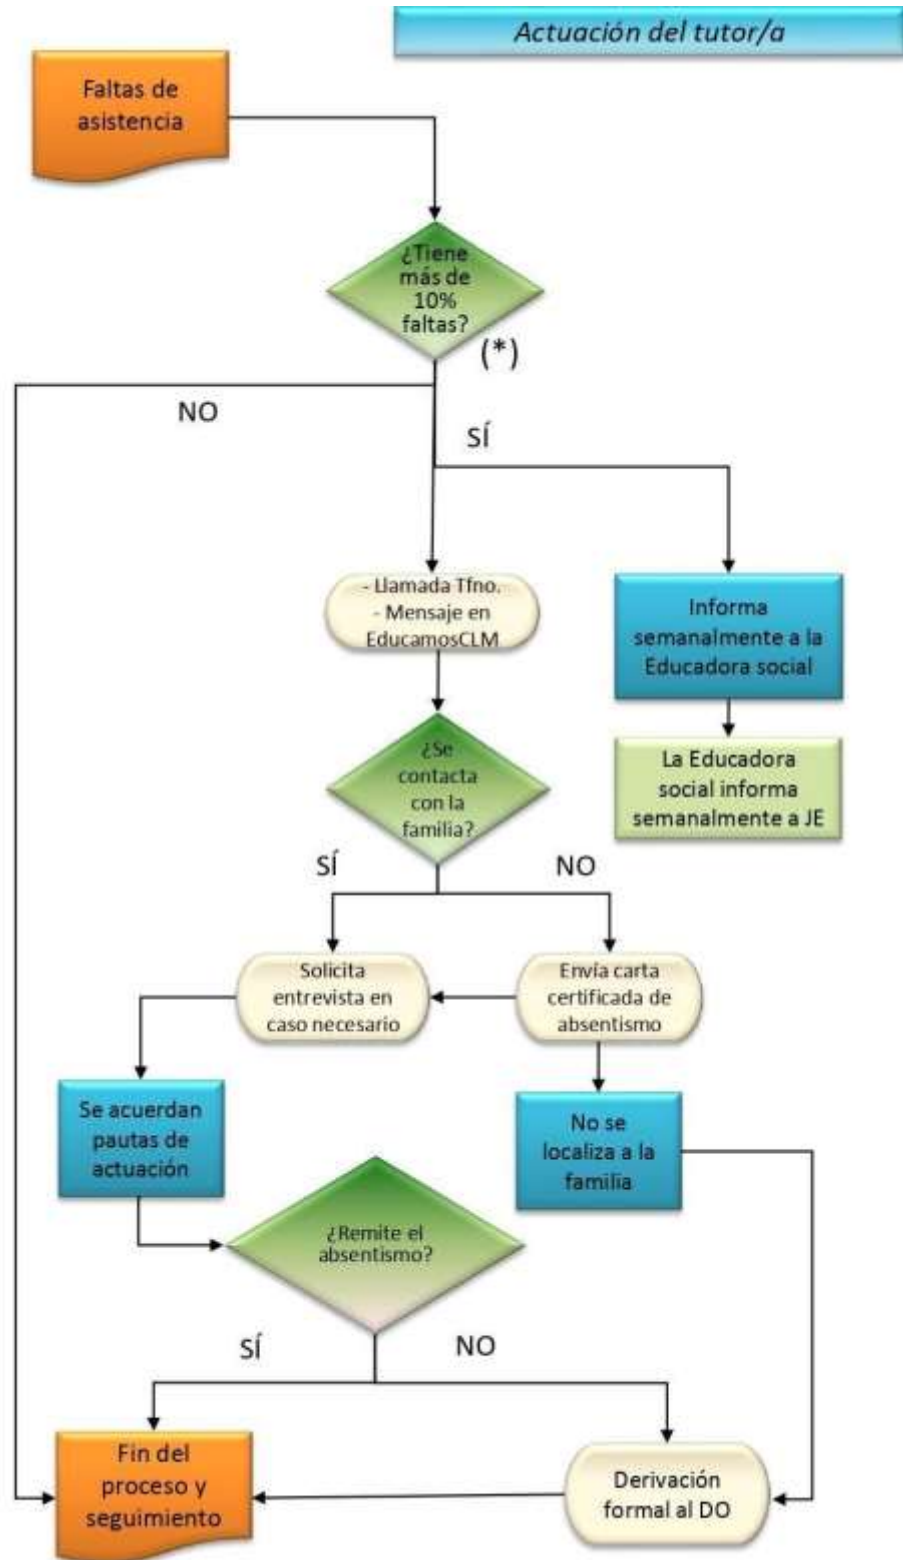 Actuación del tutor/a
Faltas de
asistencia
¿Tiene
más de
10%
faltas?
(*)
NO
SÍ
- Llamada Tfno.
- Mensaje en
EducamosCLM
Informa
semanalmente a la
Educadora social
¿Se
contacta
con la
familia?
La Educadora
social informa
semanalmente a JE
SÍ
NO
Solicita
entrevista en
caso necesario
Envía carta
certificada de
absentismo
Se acuerdan
pautas de
actuación
No se
localiza a la
familia
¿Remite el
absentismo?
SÍ
NO
Fin del
proceso y
seguimiento
Derivación
formal al DO